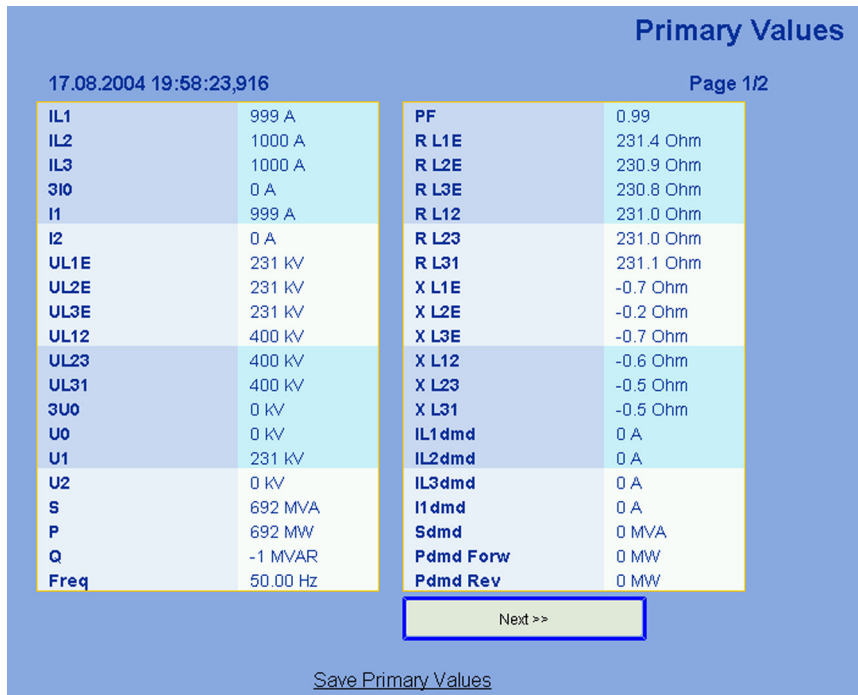 Primary Values
17.08.2004 19:58:23,916 Page 1/2
IL1 999 A
IL2 1000 A
IL3 1000 A
3I0 0 A
I1 999 A
I2 0 A
UL1E 231 kV
UL2E 231 kV
UL3E 231 kV
UL12 400 kV
UL23 400 kV
UL31 400 kV
3U0 0 kV
U0 0 kV
U1 231 kV
U2 0 kV
S 692 MVA
P 692 MW
Q -1 MVAR
Freq 50.00 Hz
PF 0.99
R L1E 231.4 Ohm
R L2E 230.9 Ohm
R L3E 230.8 Ohm
R L12 231.0 Ohm
R L23 231.0 Ohm
R L31 231.1 Ohm
X L1E -0.7 Ohm
X L2E -0.2 Ohm
X L3E -0.7 Ohm
X L12 -0.6 Ohm
X L23 -0.5 Ohm
X L31 -0.5 Ohm
IL1dmd 0 A
IL2dmd 0 A
IL3dmd 0 A
I1dmd 0 A
Sdmd 0 MVA
Pdmd Forw 0 MW
Pdmd Rev 0 MW
Next >>
Save Primary Values